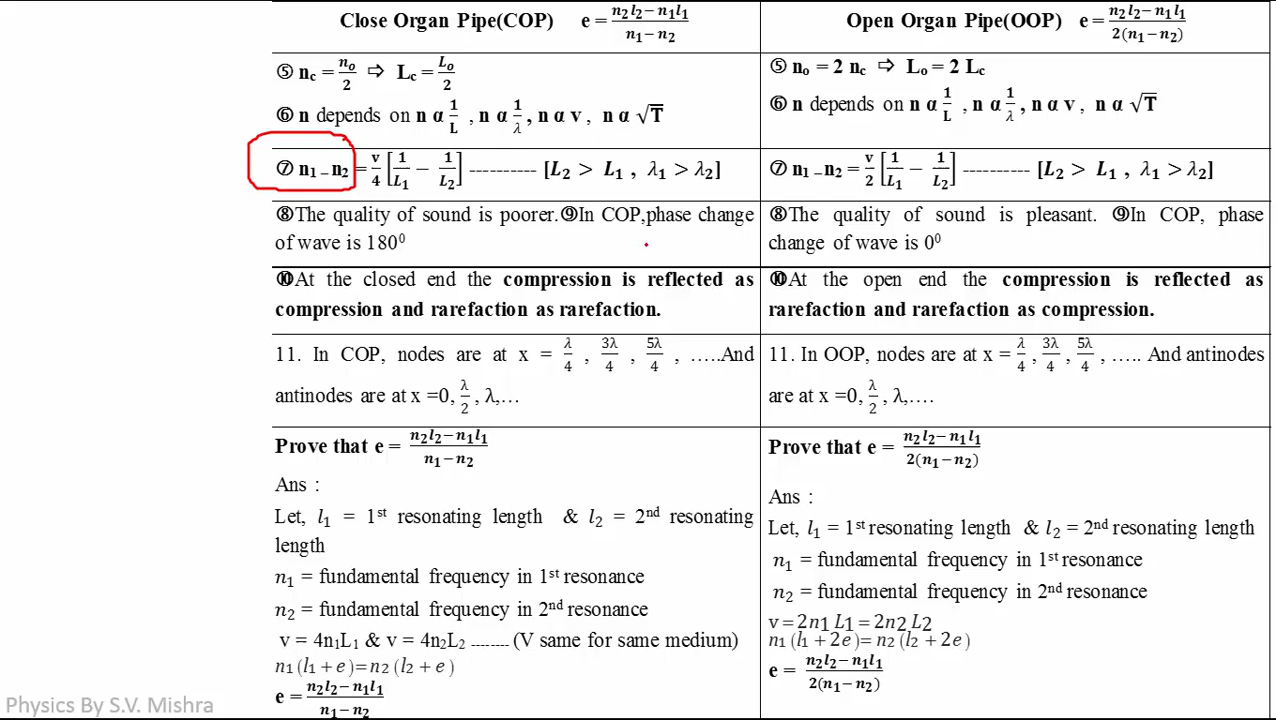 Close Organ Pipe(COP) e = n₂l₂− n₁l₁ / n₁− n₂
⑤ n_c = n_o/2 ⇨ L_c = L_o/2
⑥ n depends on n α 1/L , n α 1/λ , n α v , n α √T
⑦ n₁ – n₂ = v/4 [1/L₁ − 1/L₂] ---------- [L₂ > L₁ , λ₁ > λ₂]
⑧The quality of sound is poorer.⑨In COP,phase change
of wave is 180⁰
⑩At the closed end the compression is reflected as
compression and rarefaction as rarefaction.
11. In COP, nodes are at x = λ/4 , 3λ/4 , 5λ/4 , …..And
antinodes are at x =0, λ/2 , λ,…
Prove that e = n₂l₂− n₁l₁ / n₁− n₂
Ans :
Let, l₁ = 1st resonating length & l₂ = 2nd resonating
length
n₁ = fundamental frequency in 1st resonance
n₂ = fundamental frequency in 2nd resonance
v = 4n₁L₁ & v = 4n₂L₂ -------- (V same for same medium)
n₁ (l₁ + e) = n₂ (l₂ + e)
e = n₂l₂− n₁l₁ / n₁− n₂
Open Organ Pipe(OOP) e = n₂l₂− n₁l₁ / 2(n₁− n₂)
⑤ n_o = 2 n_c ⇨ L_o = 2 L_c
⑥ n depends on n α 1/L , n α 1/λ , n α v , n α √T
⑦ n₁ – n₂ = v/2 [1/L₁ − 1/L₂] ---------- [L₂ > L₁ , λ₁ > λ₂]
⑧The quality of sound is pleasant. ⑨In COP, phase
change of wave is 0⁰
⑩At the open end the compression is reflected as
rarefaction and rarefaction as compression.
11. In OOP, nodes are at x = λ/4 , 3λ/4 , 5λ/4 , ….. And antinodes
are at x =0, λ/2 , λ,….
Prove that e = n₂l₂− n₁l₁ / 2(n₁− n₂)
Ans :
Let, l₁ = 1st resonating length & l₂ = 2nd resonating length
n₁ = fundamental frequency in 1st resonance
n₂ = fundamental frequency in 2nd resonance
v = 2n₁ L₁ = 2n₂ L₂
n₁ (l₁ + 2e) = n₂ (l₂ + 2e)
e = n₂l₂− n₁l₁ / 2(n₁− n₂)
Physics By S.V. Mishra